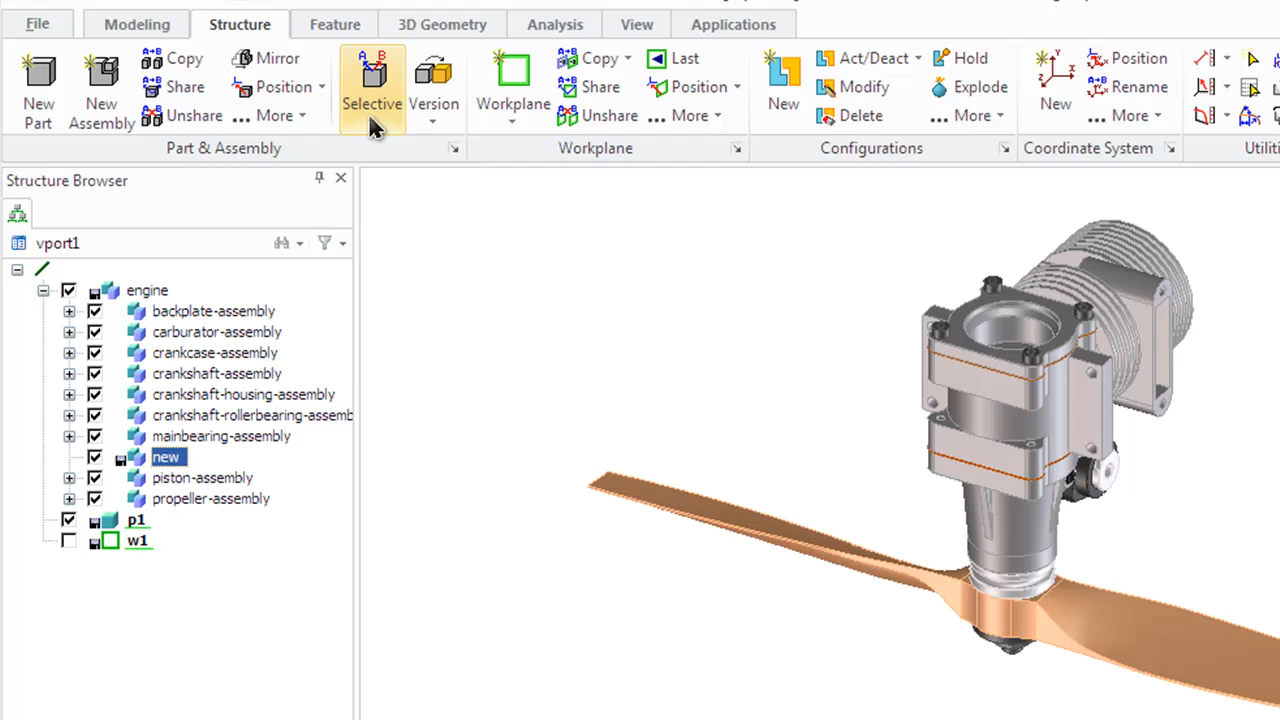 File Modeling Structure Feature 3D Geometry Analysis View Applications
New Part
New Assembly
Copy
Share
Unshare
Mirror
Position
... More
Selective
Version
Workplane
Copy
Share
Unshare
Last
Position
... More
New
Act/Deact
Modify
Delete
Hold
Explode
... More
New
Position
Rename
... More
Part & Assembly
Workplane
Configurations
Coordinate System
Utiliti
Structure Browser
vport1
engine
backplate-assembly
carburator-assembly
crankcase-assembly
crankshaft-assembly
crankshaft-housing-assembly
crankshaft-rollerbearing-assemb
mainbearing-assembly
new
piston-assembly
propeller-assembly
p1
w1